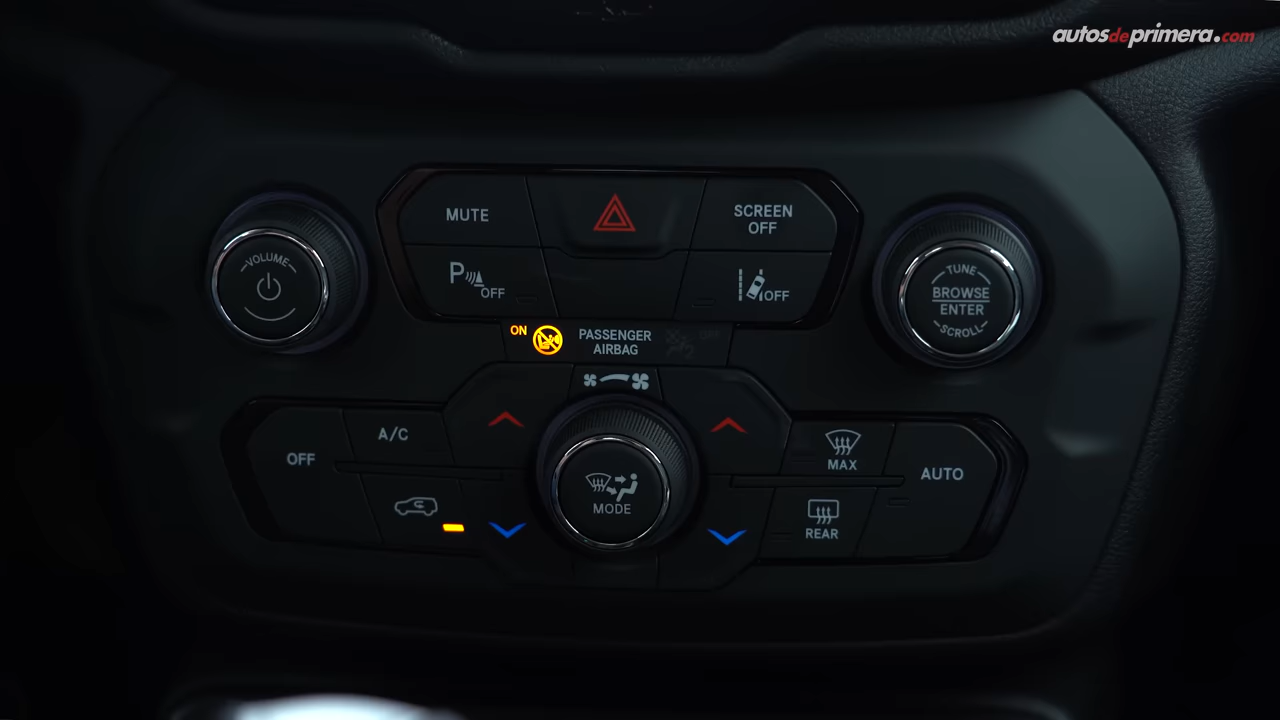 autosdeprimera.com
MUTE
SCREEN
OFF
VOLUME
P
OFF
OFF
TUNE
BROWSE
ENTER
SCROLL
ON
PASSENGER
AIRBAG
OFF
A/C
MAX
AUTO
MODE
REAR